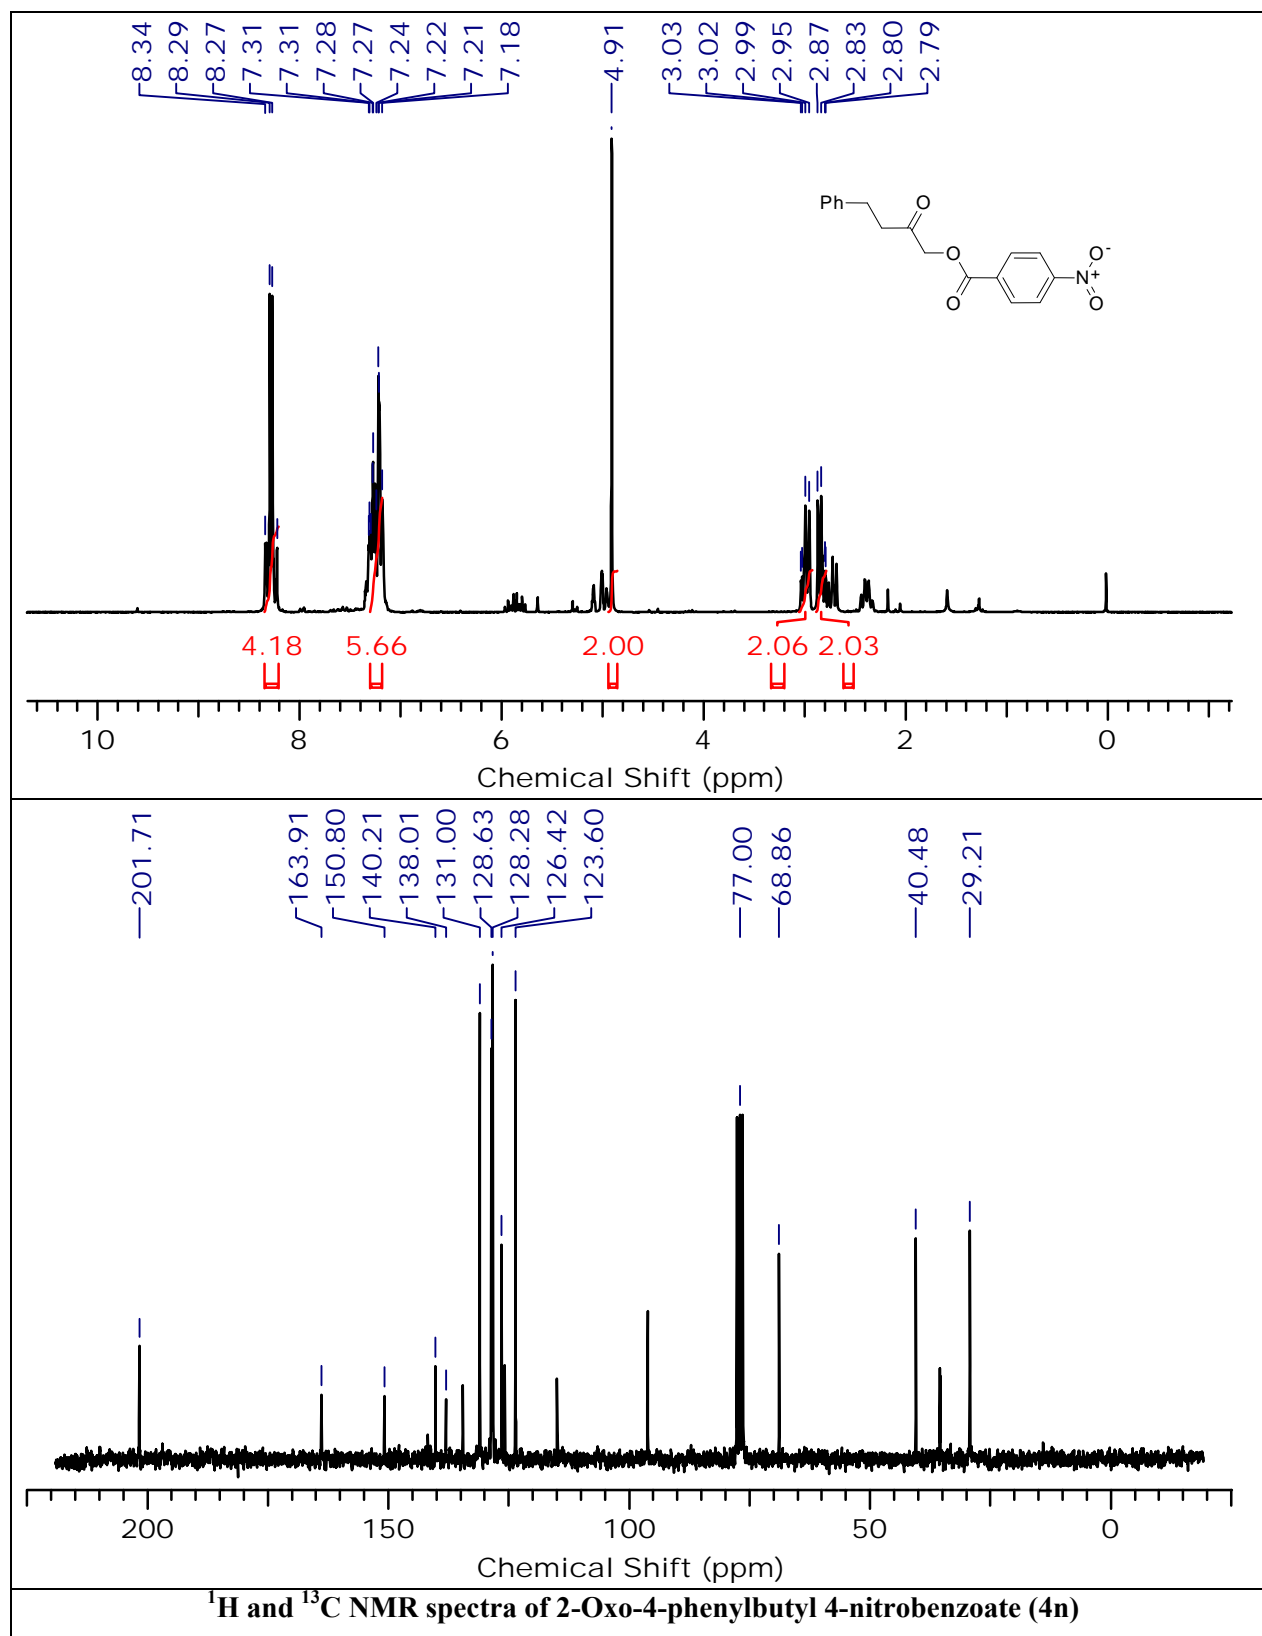 8.34 8.29 8.27 7.31 7.31 7.28 7.27 7.24 7.22 7.21 7.18 4.91 3.03 3.02 2.99 2.95 2.87 2.83 2.80 2.79
Ph O
O O-
N+
O O
4.18 5.66 2.00 2.06 2.03
10 8 6 4 2 0
Chemical Shift (ppm)
201.71 163.91 150.80 140.21 138.01 131.00 128.63 128.28 126.42 123.60 77.00 68.86 40.48 29.21
200 150 100 50 0
Chemical Shift (ppm)
1H and 13C NMR spectra of 2-Oxo-4-phenylbutyl 4-nitrobenzoate (4n)